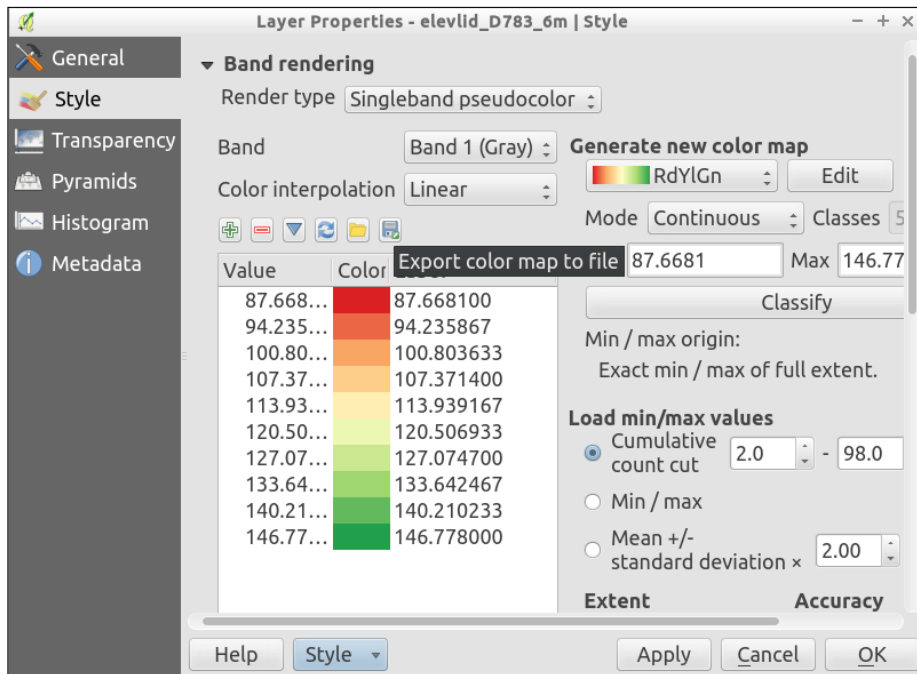 Layer Properties - elevlid_D783_6m | Style
General
Style
Transparency
Pyramids
Histogram
Metadata
Band rendering
Render type Singleband pseudocolor
Band Band 1 (Gray)
Color interpolation Linear
Export color map to file
Value Color
87.668... 87.668100
94.235... 94.235867
100.80... 100.803633
107.37... 107.371400
113.93... 113.939167
120.50... 120.506933
127.07... 127.074700
133.64... 133.642467
140.21... 140.210233
146.77... 146.778000
Generate new color map
RdYlGn Edit
Mode Continuous Classes 5
87.6681 Max 146.77
Classify
Min / max origin:
Exact min / max of full extent.
Load min/max values
Cumulative
count cut 2.0 - 98.0
Min / max
Mean +/-
standard deviation × 2.00
Extent Accuracy
Help Style Apply Cancel OK